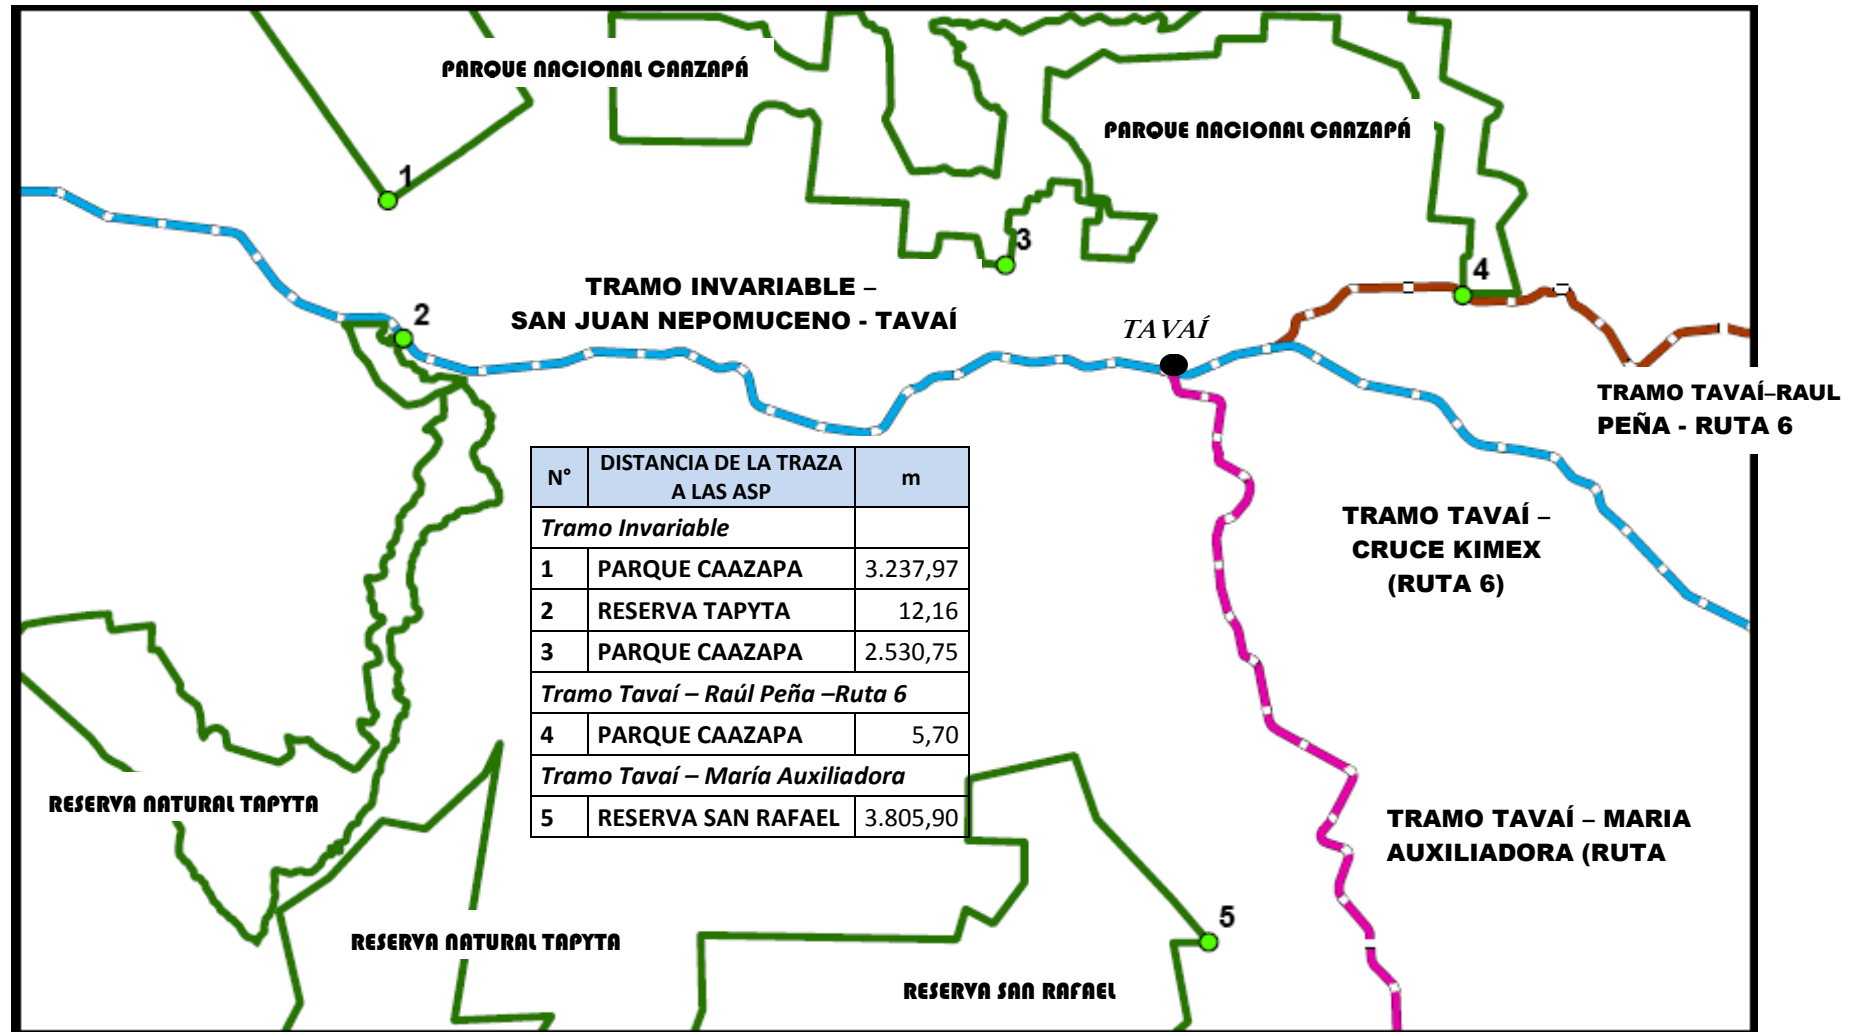 PARQUE NACIONAL CAAZAPÁ
PARQUE NACIONAL CAAZAPÁ
1
3
4
2
TRAMO INVARIABLE –
SAN JUAN NEPOMUCENO - TAVAÍ
TAVAÍ
TRAMO TAVAÍ–RAUL
PEÑA - RUTA 6
N° DISTANCIA DE LA TRAZA A LAS ASP m
Tramo Invariable
1 PARQUE CAAZAPA 3.237,97
2 RESERVA TAPYTA 12,16
3 PARQUE CAAZAPA 2.530,75
Tramo Tavaí – Raúl Peña –Ruta 6
4 PARQUE CAAZAPA 5,70
Tramo Tavaí – María Auxiliadora
5 RESERVA SAN RAFAEL 3.805,90
TRAMO TAVAÍ –
CRUCE KIMEX
(RUTA 6)
RESERVA NATURAL TAPYTA
TRAMO TAVAÍ – MARIA
AUXILIADORA (RUTA
5
RESERVA NATURAL TAPYTA
RESERVA SAN RAFAEL